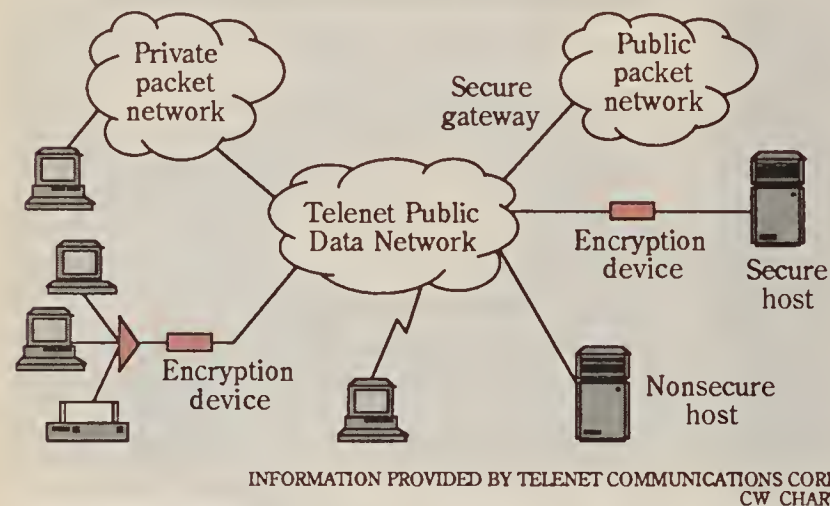 Private
packet
network
Public
packet
network
Secure
gateway
Telenet Public
Data Network
Encryption
device
Secure
host
Encryption
device
Nonsecure
host
INFORMATION PROVIDED BY TELENET COMMUNICATIONS
CW CHART